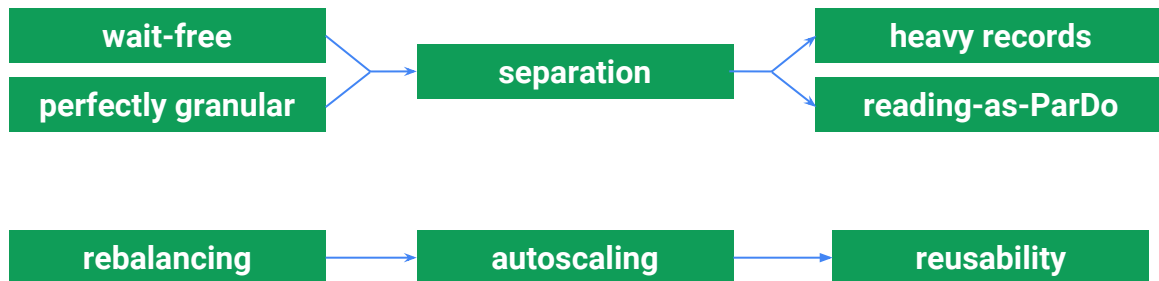 wait-free
perfectly granular
separation
heavy records
reading-as-ParDo
rebalancing
autoscaling
reusability